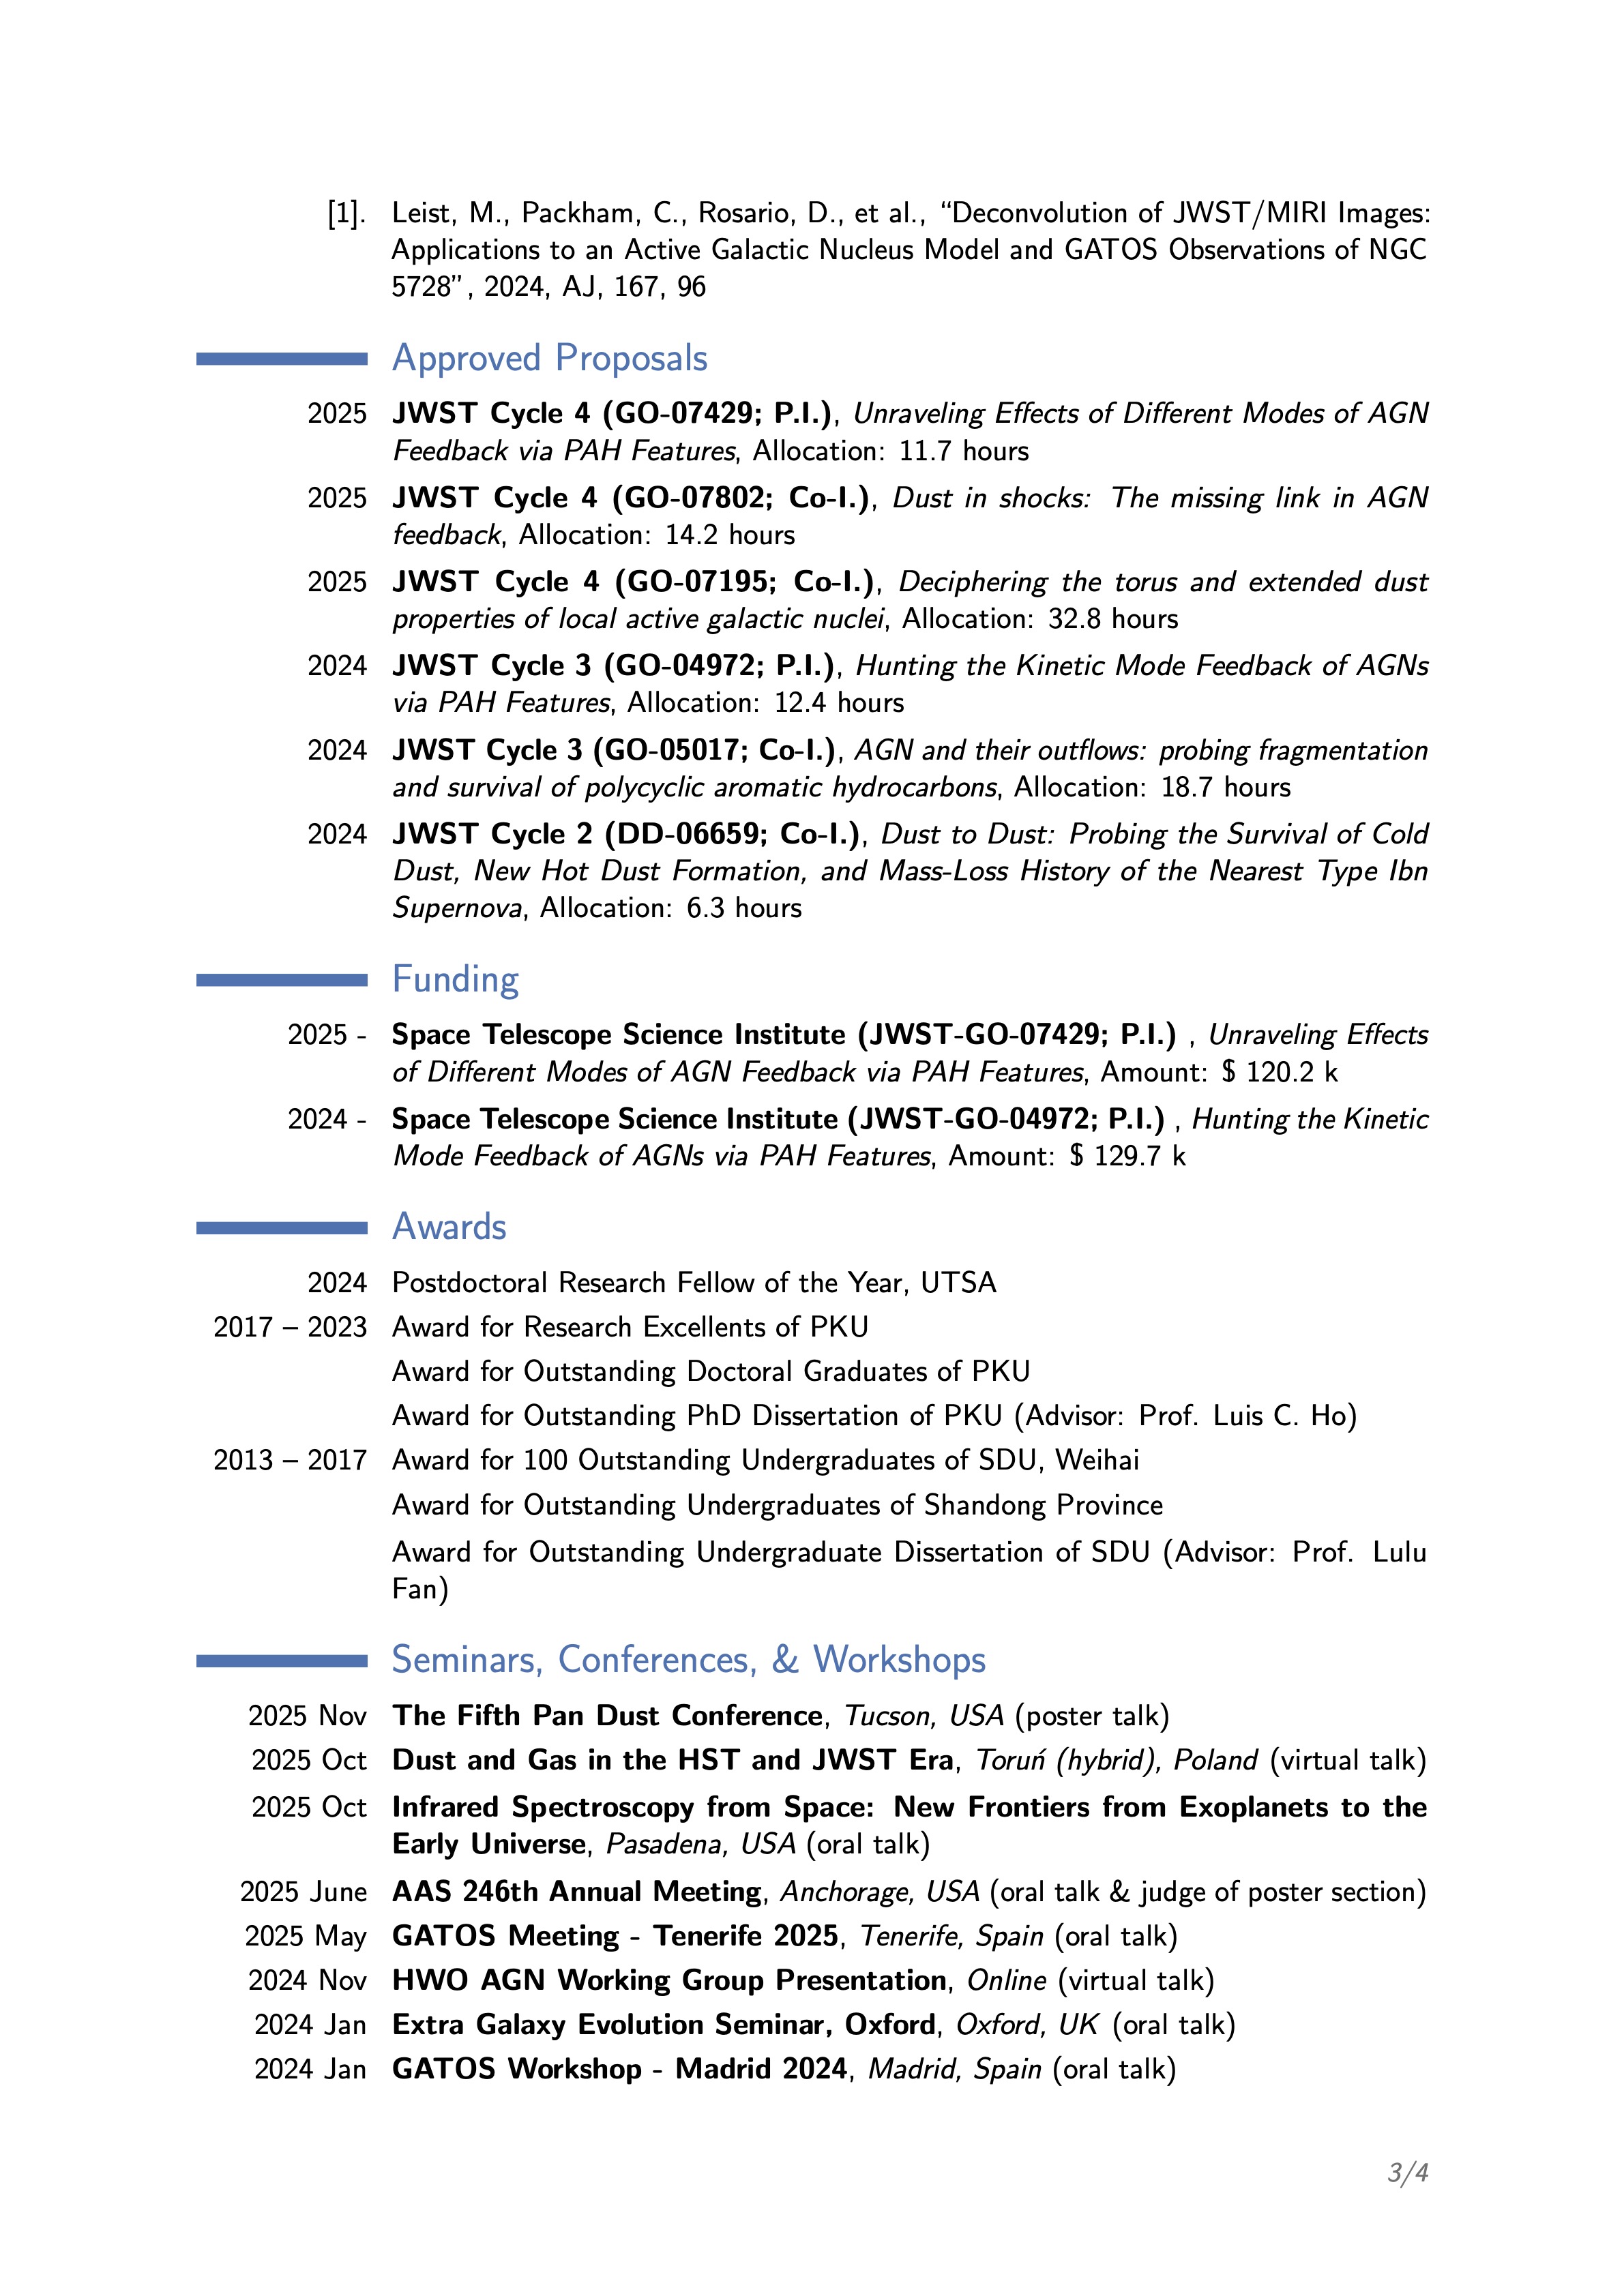 [1]. Leist, M., Packham, C., Rosario, D., et al., “Deconvolution of JWST/MIRI Images:
Applications to an Active Galactic Nucleus Model and GATOS Observations of NGC
5728”, 2024, AJ, 167, 96
Approved Proposals
2025 JWST Cycle 4 (GO-07429; P.I.), Unraveling Effects of Different Modes of AGN
Feedback via PAH Features, Allocation: 11.7 hours
2025 JWST Cycle 4 (GO-07802; Co-I.), Dust in shocks: The missing link in AGN
feedback, Allocation: 14.2 hours
2025 JWST Cycle 4 (GO-07195; Co-I.), Deciphering the torus and extended dust
properties of local active galactic nuclei, Allocation: 32.8 hours
2024 JWST Cycle 3 (GO-04972; P.I.), Hunting the Kinetic Mode Feedback of AGNs
via PAH Features, Allocation: 12.4 hours
2024 JWST Cycle 3 (GO-05017; Co-I.), AGN and their outflows: probing fragmentation
and survival of polycyclic aromatic hydrocarbons, Allocation: 18.7 hours
2024 JWST Cycle 2 (DD-06659; Co-I.), Dust to Dust: Probing the Survival of Cold
Dust, New Hot Dust Formation, and Mass-Loss History of the Nearest Type Ibn
Supernova, Allocation: 6.3 hours
Funding
2025 - Space Telescope Science Institute (JWST-GO-07429; P.I.) , Unraveling Effects
of Different Modes of AGN Feedback via PAH Features, Amount: $ 120.2 k
2024 - Space Telescope Science Institute (JWST-GO-04972; P.I.) , Hunting the Kinetic
Mode Feedback of AGNs via PAH Features, Amount: $ 129.7 k
Awards
2024 Postdoctoral Research Fellow of the Year, UTSA
2017 – 2023 Award for Research Excellents of PKU
Award for Outstanding Doctoral Graduates of PKU
Award for Outstanding PhD Dissertation of PKU (Advisor: Prof. Luis C. Ho)
2013 – 2017 Award for 100 Outstanding Undergraduates of SDU, Weihai
Award for Outstanding Undergraduates of Shandong Province
Award for Outstanding Undergraduate Dissertation of SDU (Advisor: Prof. Lulu
Fan)
Seminars, Conferences, & Workshops
2025 Nov The Fifth Pan Dust Conference, Tucson, USA (poster talk)
2025 Oct Dust and Gas in the HST and JWST Era, Toruń (hybrid), Poland (virtual talk)
2025 Oct Infrared Spectroscopy from Space: New Frontiers from Exoplanets to the
Early Universe, Pasadena, USA (oral talk)
2025 June AAS 246th Annual Meeting, Anchorage, USA (oral talk & judge of poster section)
2025 May GATOS Meeting - Tenerife 2025, Tenerife, Spain (oral talk)
2024 Nov HWO AGN Working Group Presentation, Online (virtual talk)
2024 Jan Extra Galaxy Evolution Seminar, Oxford, Oxford, UK (oral talk)
2024 Jan GATOS Workshop - Madrid 2024, Madrid, Spain (oral talk)
3/4